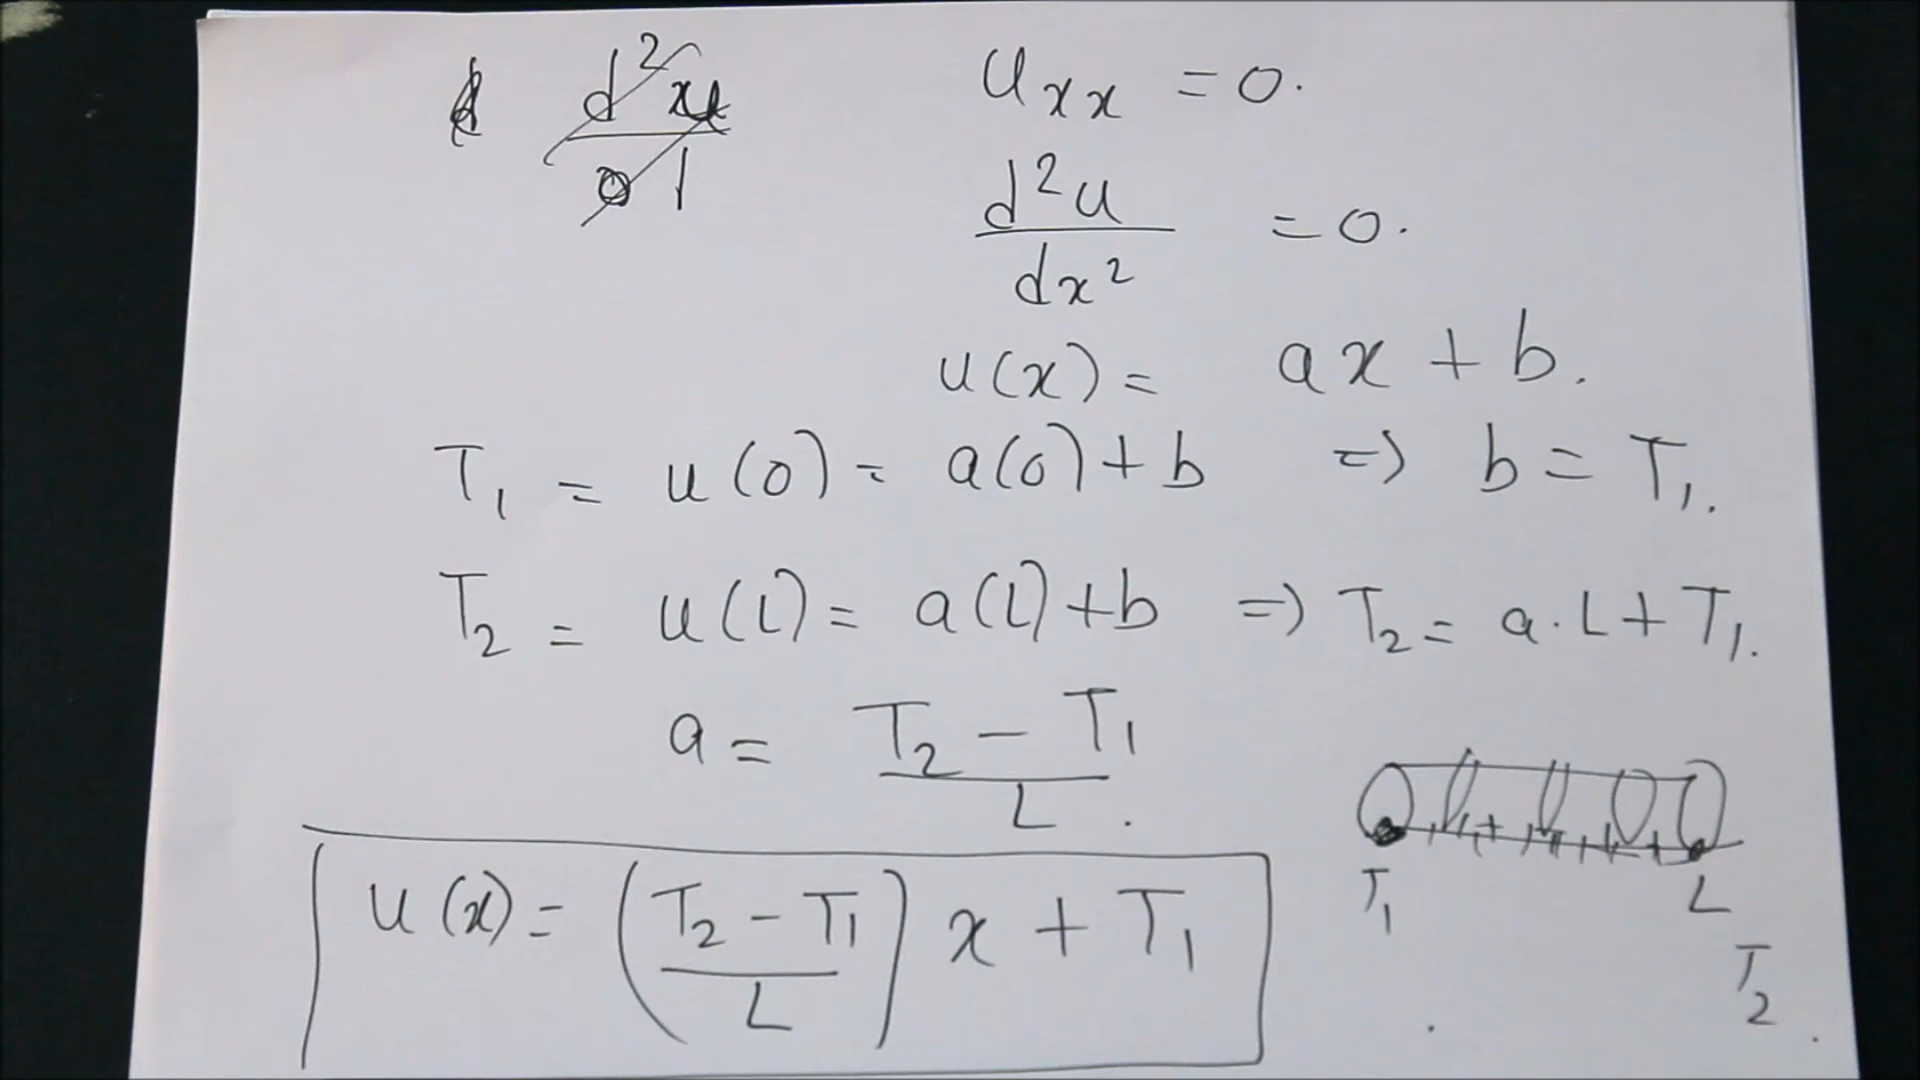 u_xx = 0.
d²u/dx² = 0.
u(x) = ax + b.
T₁ = u(0) = a(0) + b ⇒ b = T₁.
T₂ = u(L) = a(L) + b ⇒ T₂ = a·L + T₁.
a = (T₂ − T₁)/L.
u(x) = ((T₂ − T₁)/L) x + T₁
T₁ L
T₂